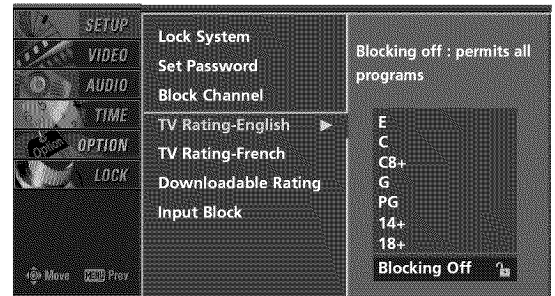 SETUP
VIDEO
AUDIO
TIME
Option
OPTION
LOCK
Move
MENU Prev
Lock System
Set Password
Block Channel
TV Rating-English
TV Rating-French
Downloadable Rating
Input Block
Blocking off : permits all
programs
E
C
C8+
G
PG
14+
18+
Blocking Off